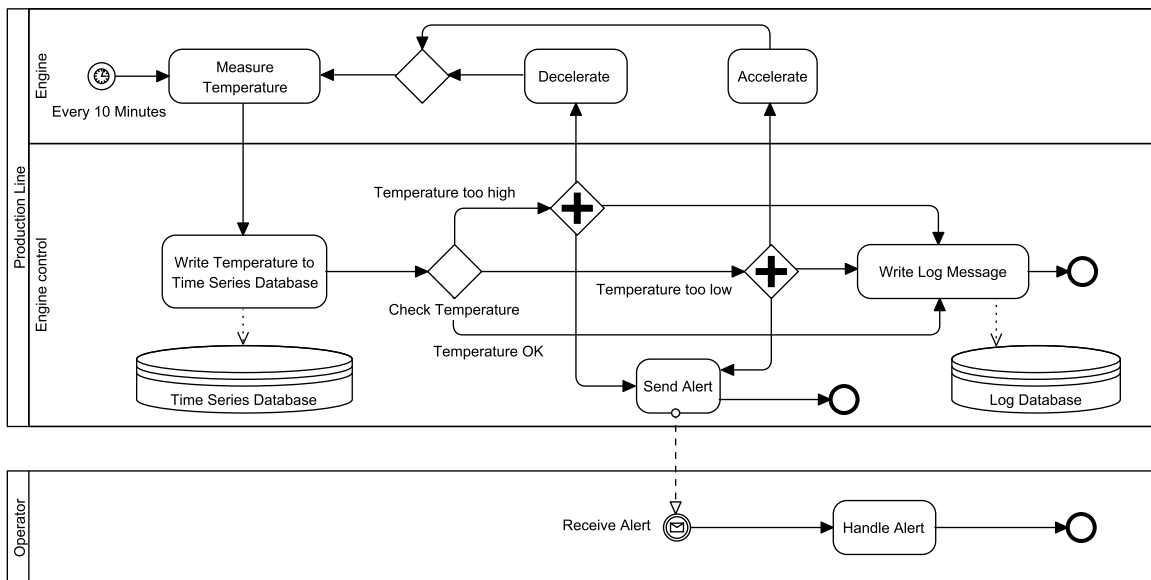 Production Line
Engine
Every 10 Minutes
Measure
Temperature
Decelerate
Accelerate
Engine control
Write Temperature to
Time Series Database
Time Series Database
Check Temperature
Temperature too high
Temperature too low
Temperature OK
Send Alert
Write Log Message
Log Database
Operator
Receive Alert
Handle Alert